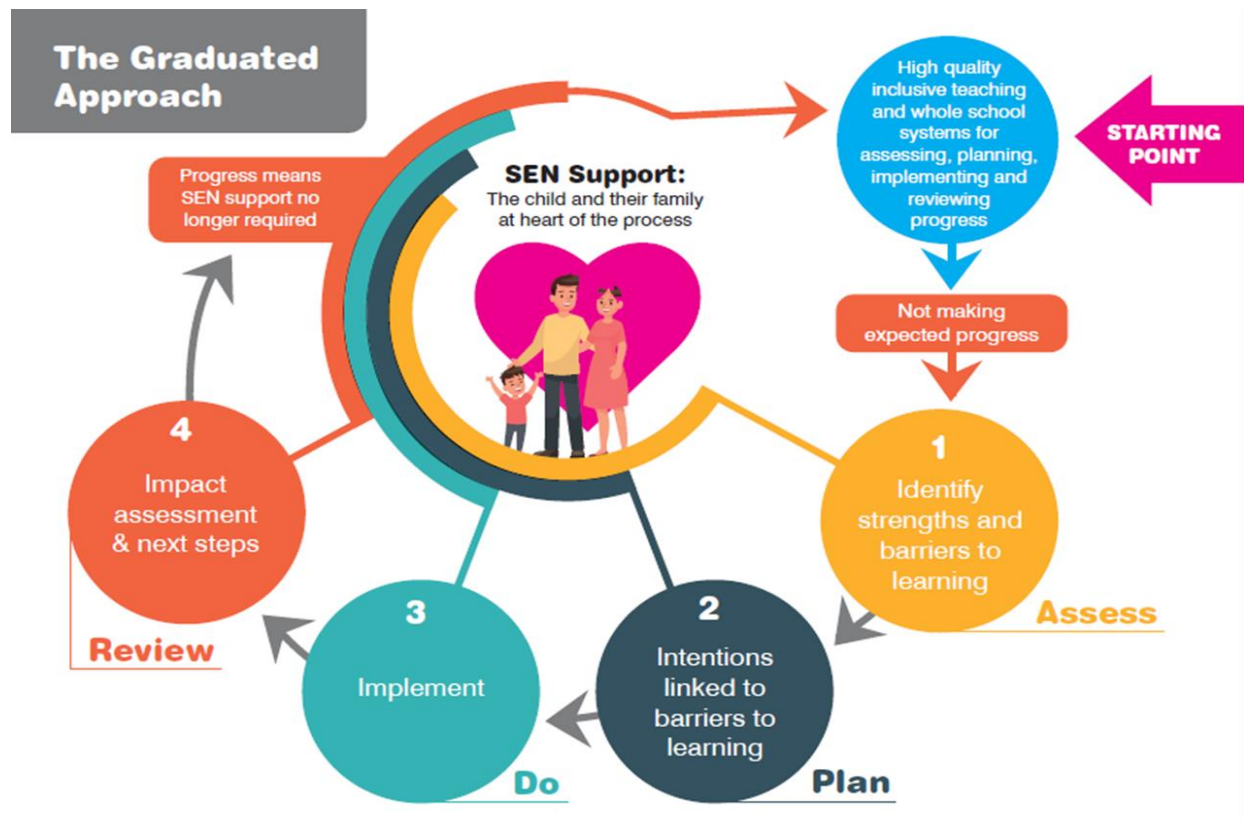 The Graduated
Approach
High quality
inclusive teaching
and whole school
systems for
assessing, planning,
implementing and
reviewing
progress
STARTING
POINT
Progress means
SEN support no
longer required
SEN Support:
The child and their family
at heart of the process
Not making
expected progress
1
Identify
strengths and
barriers to
learning
Assess
2
Intentions
linked to
barriers to
learning
Plan
3
Implement
Do
4
Impact
assessment
& next steps
Review